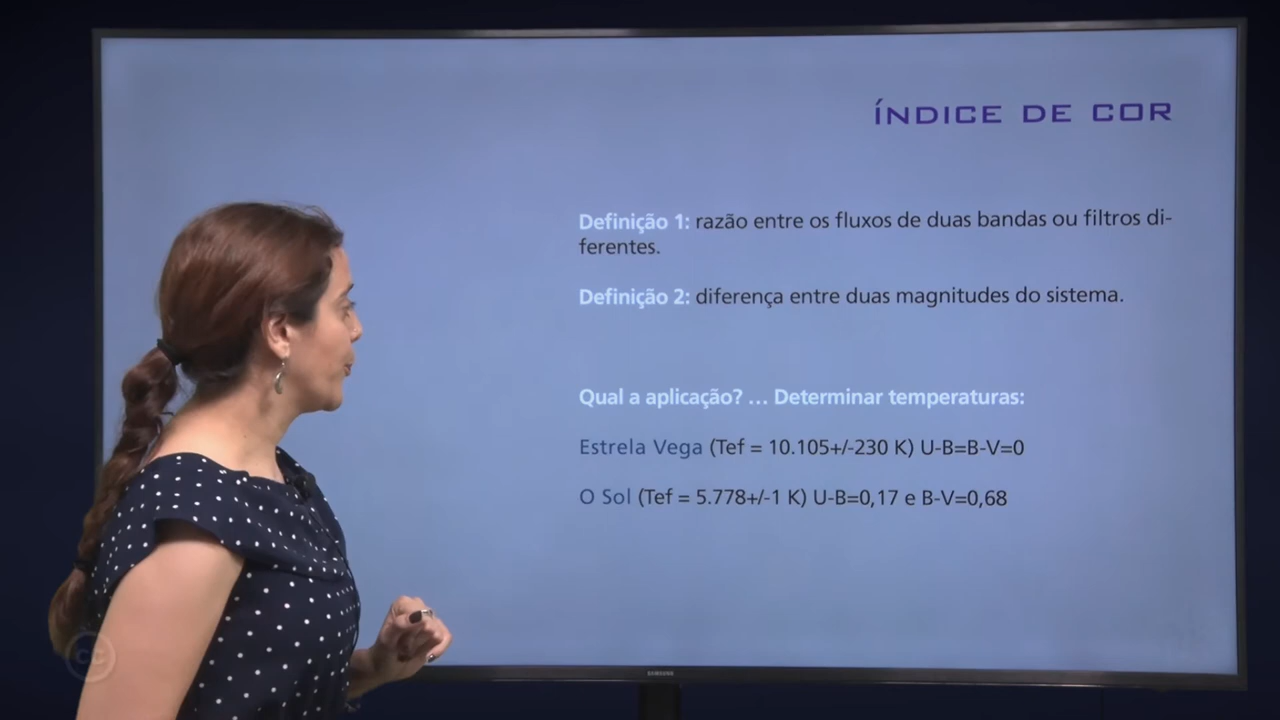 ÍNDICE DE COR
Definição 1: razão entre os fluxos de duas bandas ou filtros di-
ferentes.
Definição 2: diferença entre duas magnitudes do sistema.
Qual a aplicação? ... Determinar temperaturas:
Estrela Vega (Tef = 10.105+/-230 K) U-B=B-V=0
O Sol (Tef = 5.778+/-1 K) U-B=0,17 e B-V=0,68
SAMSUNG
cc